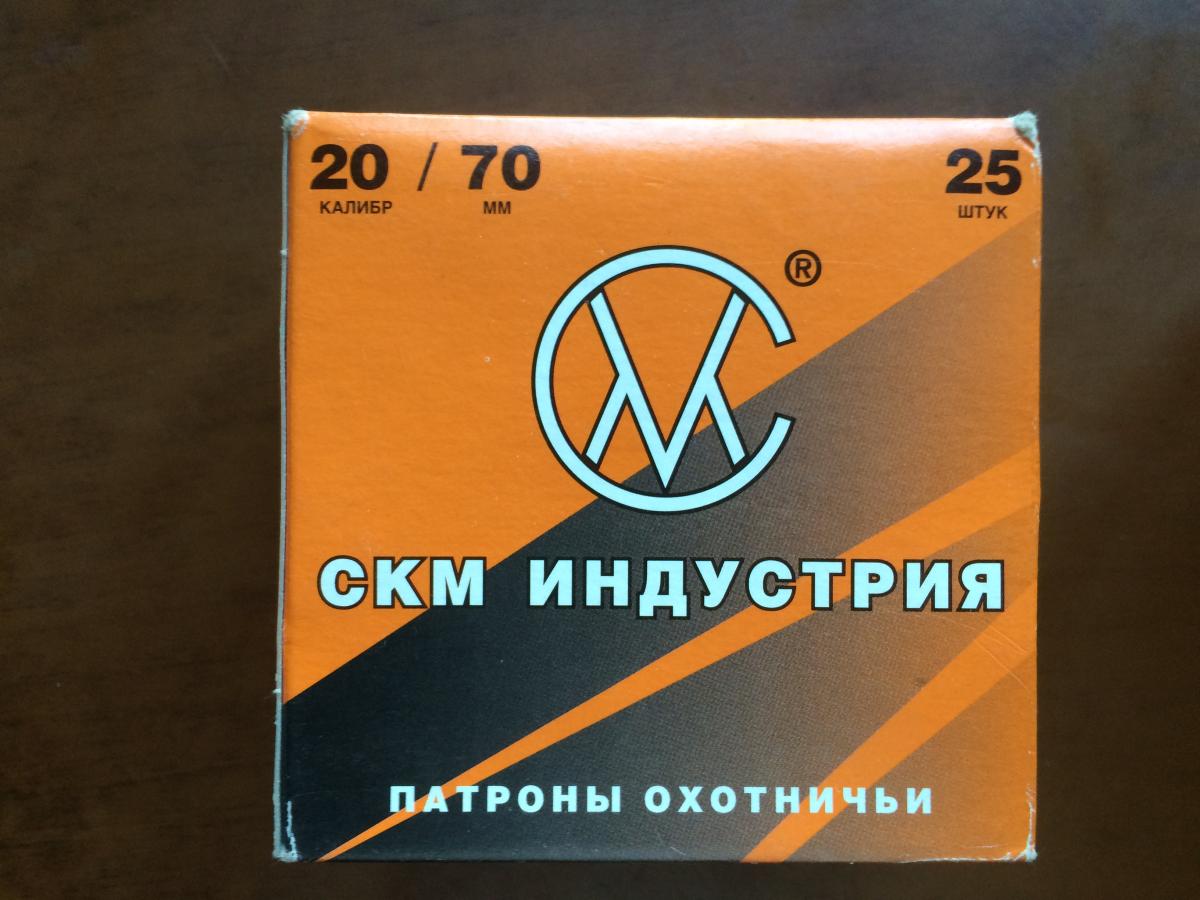 20 / 70 25
КАЛИБР ММ ШТУК
®
СКМ ИНДУСТРИЯ
ПАТРОНЫ ОХОТНИЧЬИ